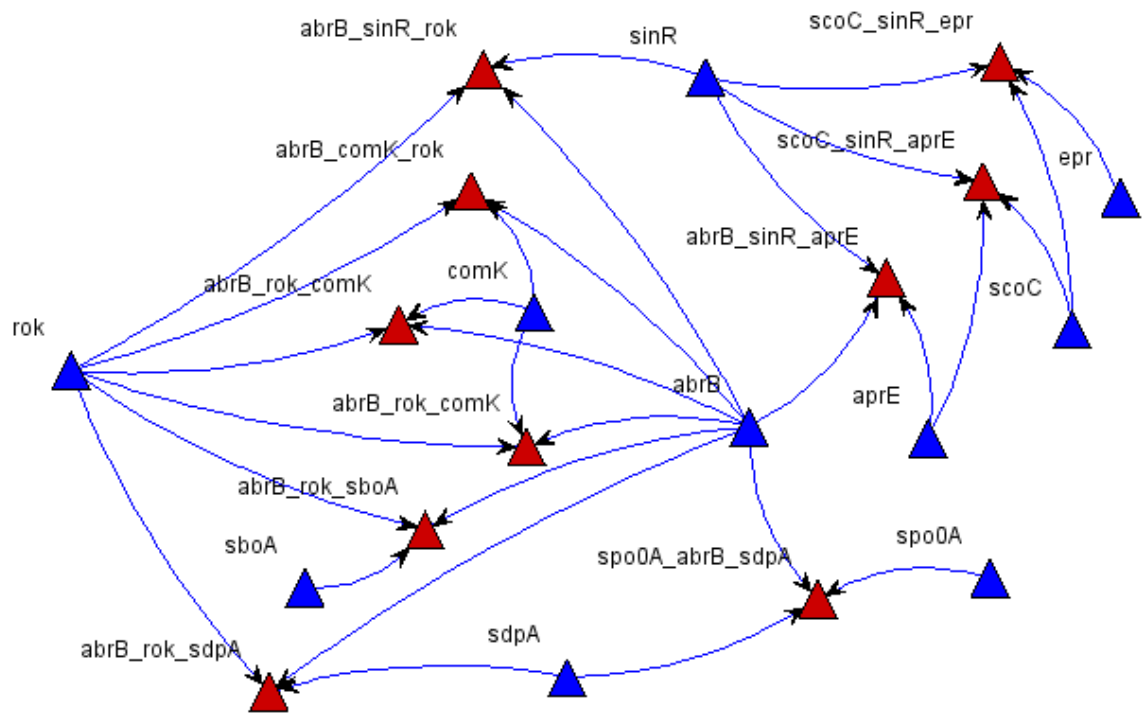 scoC_sinR_epr
abrB_sinR_rok
sinR
scoC_sinR_aprE
abrB_comK_rok
epr
abrB_sinR_aprE
comK
abrB_rok_comK
scoC
rok
abrB
aprE
abrB_rok_comK
abrB_rok_sboA
sboA
spo0A_abrB_sdpA
spo0A
sdpA
abrB_rok_sdpA